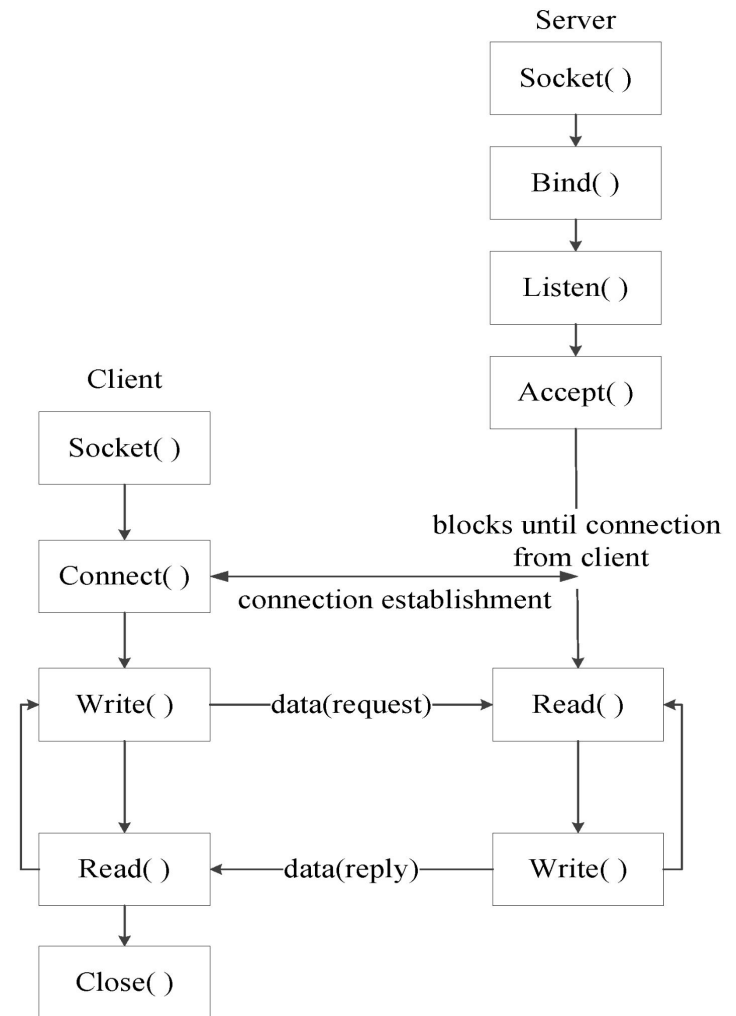 Server
Socket( )
Bind( )
Listen( )
Accept( )
Client
Socket( )
blocks until connection
from client
Connect( )
connection establishment
Write( )
data(request)
Read( )
Read( )
data(reply)
Write( )
Close( )